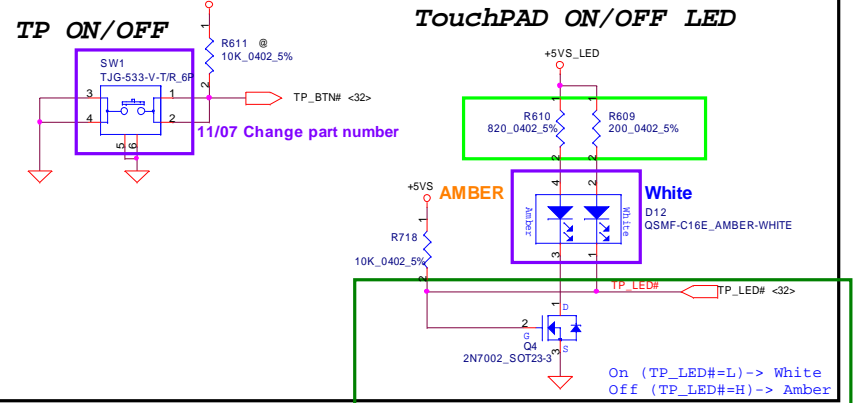 TP ON/OFF
TouchPAD ON/OFF LED
R611 @
10K_0402_5%
1
2
SW1
TJG-533-V-T/R_6P
3
1
4
2
5
6
TP_BTN# <32>
11/07 Change part number
+5VS_LED
1
1
R610
820_0402_5%
R609
200_0402_5%
2
2
+5VS
AMBER
White
4
2
Amber
White
D12
QSMF-C16E_AMBER-WHITE
3
1
1
R718
10K_0402_5%
2
TP_LED#
TP_LED# <32>
1
D
2
G
Q4
3
S
2N7002_SOT23-3
On (TP_LED#=L)-> White
Off (TP_LED#=H)-> Amber